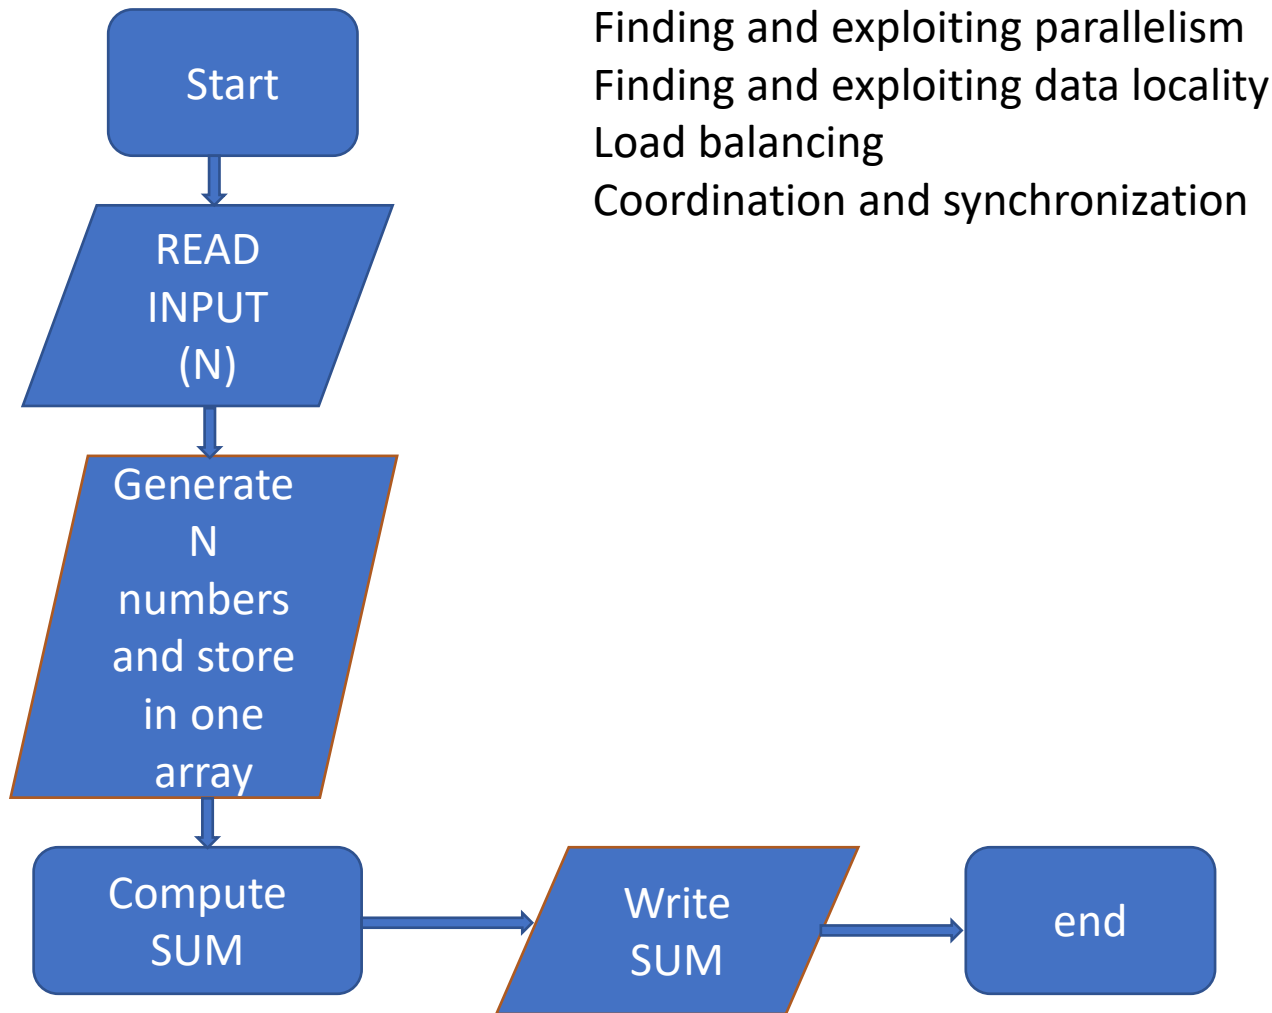 Start
Finding and exploiting parallelism
Finding and exploiting data locality
Load balancing
Coordination and synchronization
READ
INPUT
(N)
Generate
N
numbers
and store
in one
array
Compute
SUM
Write
SUM
end